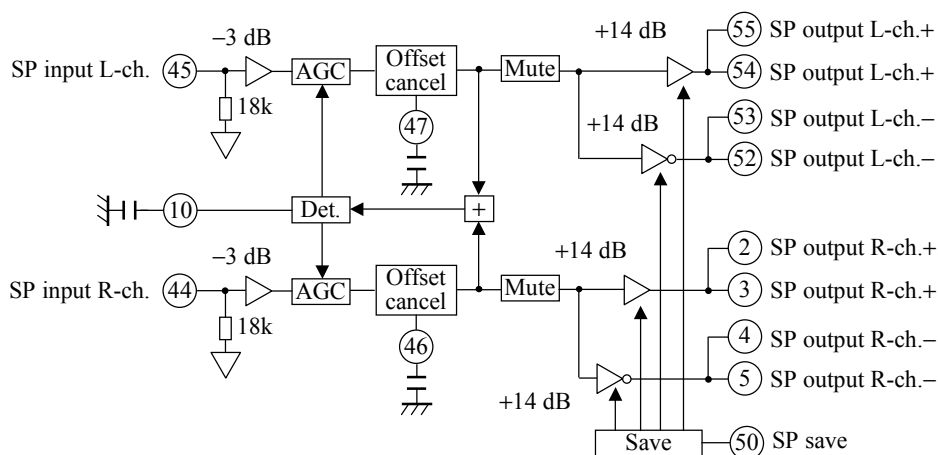 −3 dB
+14 dB
55 SP output L-ch.+
SP input L-ch. 45
AGC
Offset cancel
Mute
54 SP output L-ch.+
18k
47
+14 dB
53 SP output L-ch.−
52 SP output L-ch.−
10
Det.
+
−3 dB
+14 dB
2 SP output R-ch.+
SP input R-ch. 44
AGC
Offset cancel
Mute
3 SP output R-ch.+
18k
46
4 SP output R-ch.−
+14 dB
5 SP output R-ch.−
Save
50 SP save